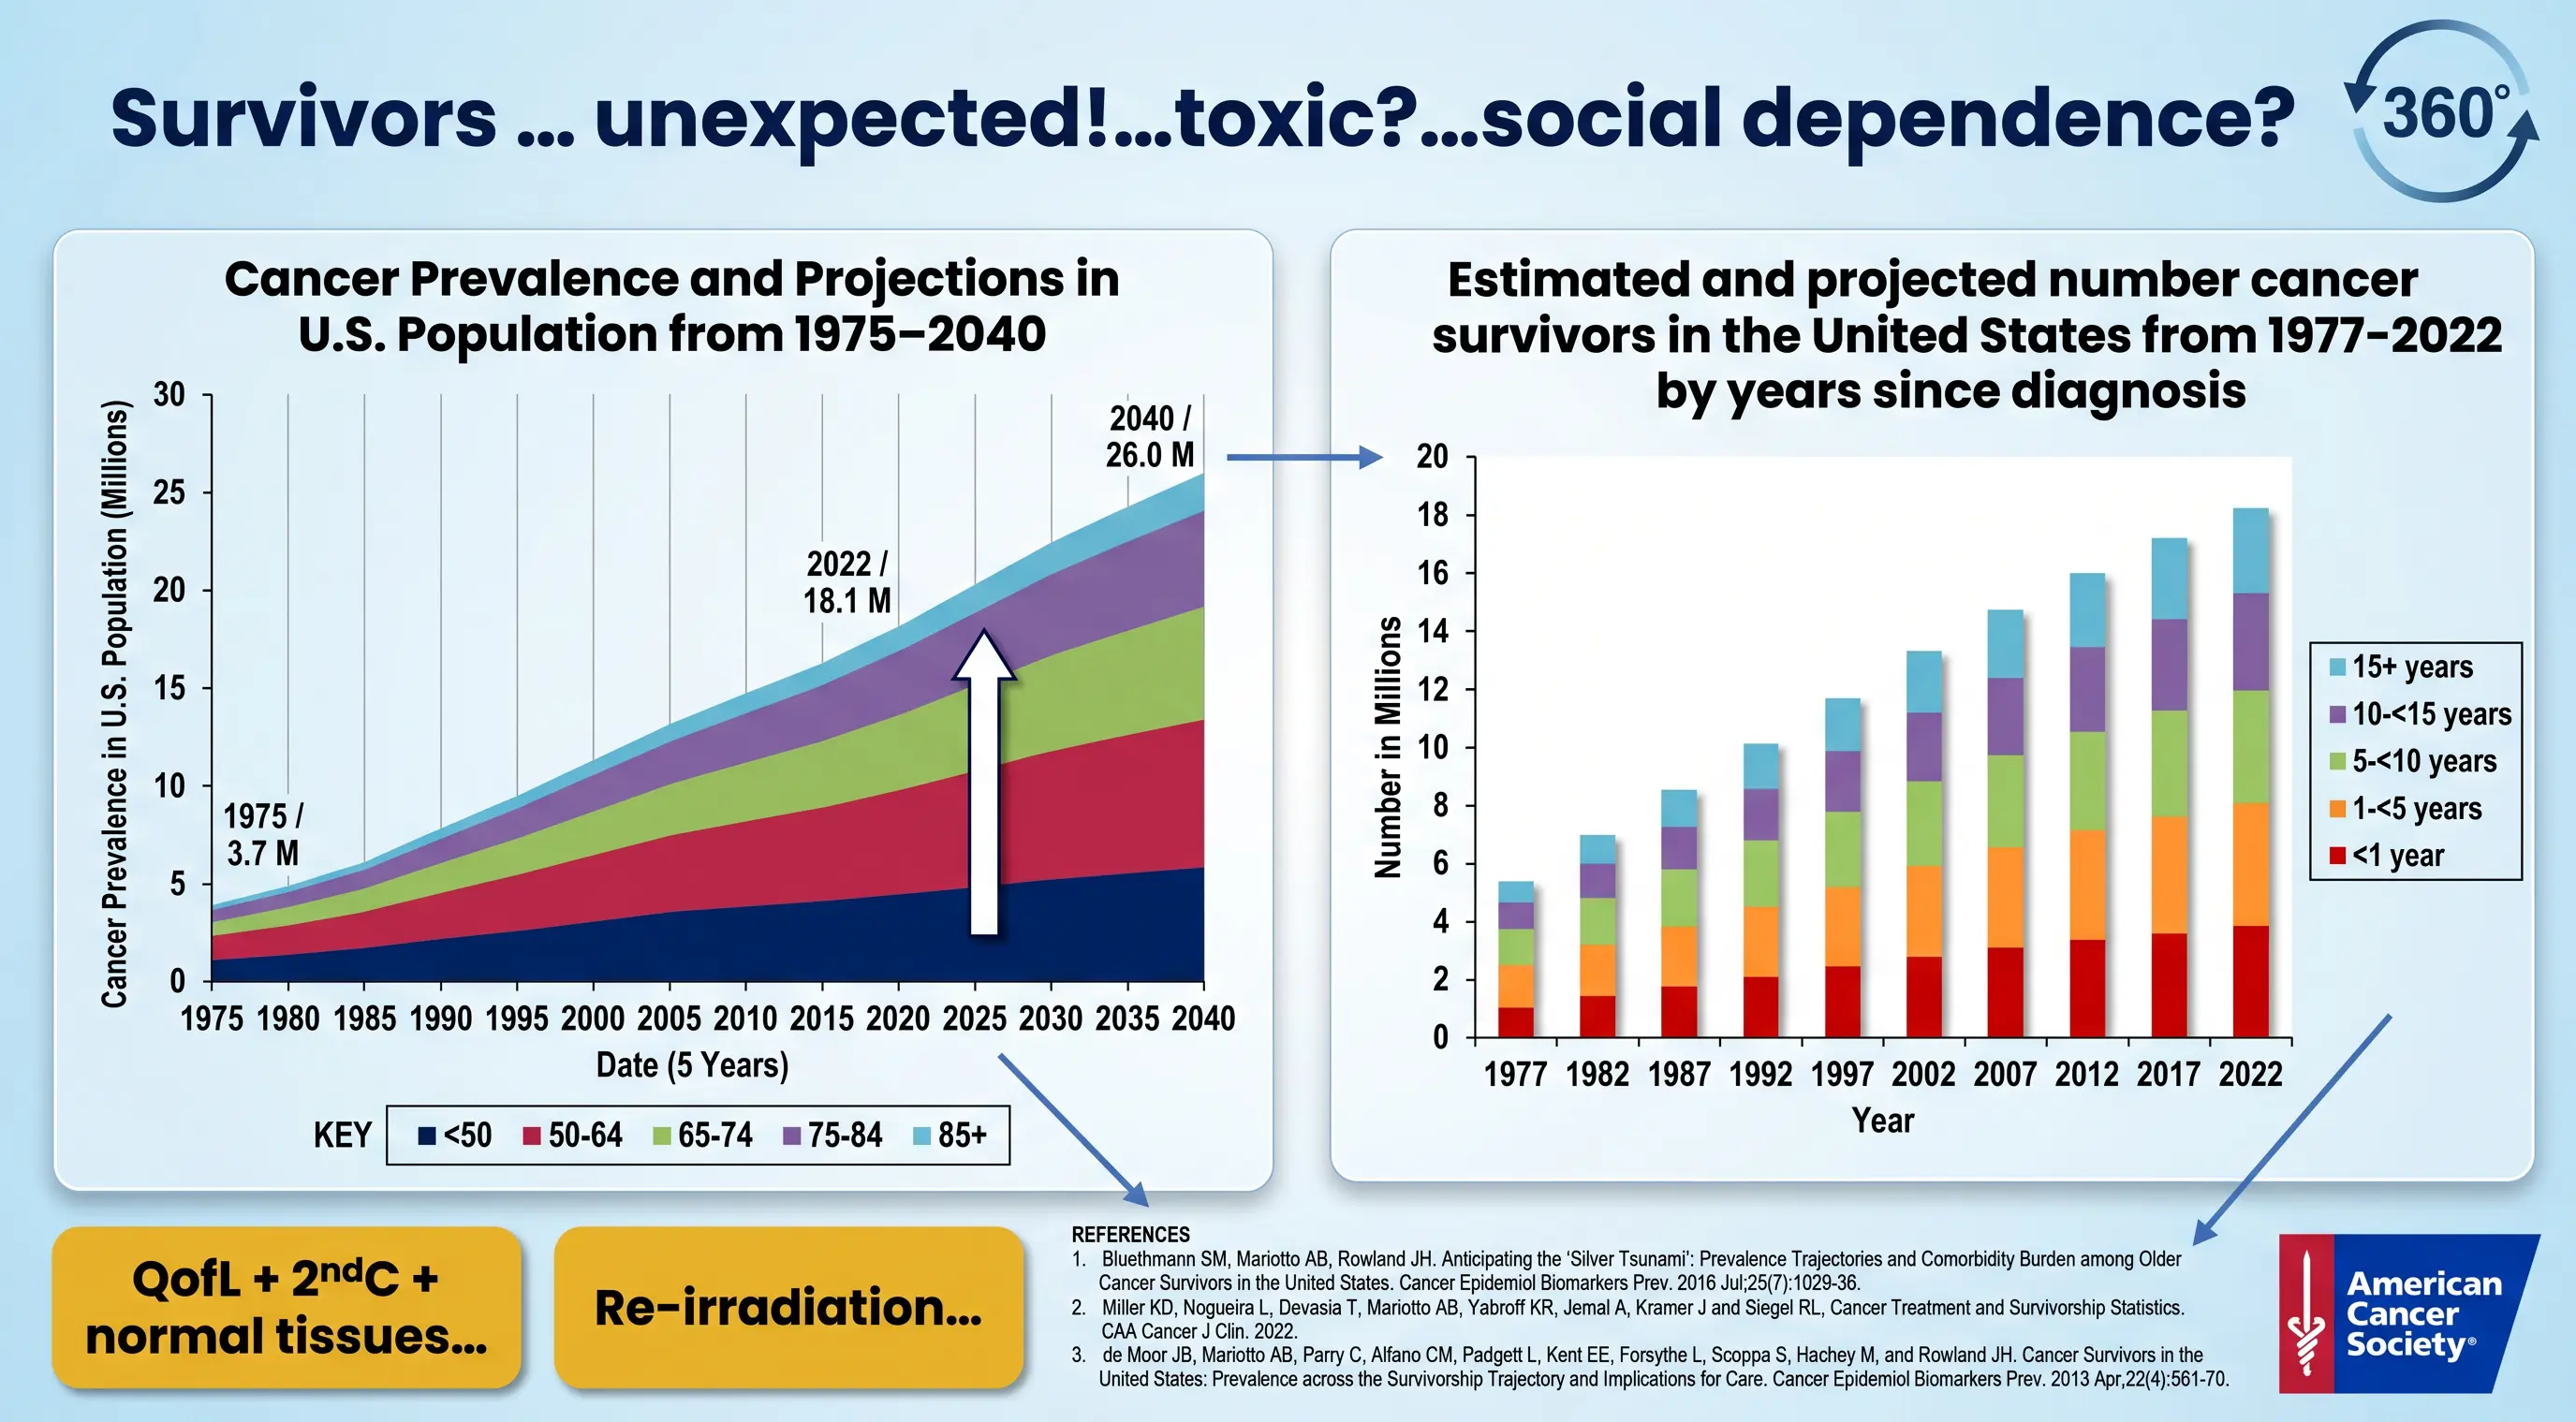 Survivors ... unexpected!...toxic?...social dependence?
360°
Cancer Prevalence and Projections in
U.S. Population from 1975–2040
Cancer Prevalence in U.S. Population (Millions)
30
25
20
15
10
5
0
1975 /
3.7 M
2022 /
18.1 M
2040 /
26.0 M
1975 1980 1985 1990 1995 2000 2005 2010 2015 2020 2025 2030 2035 2040
Date (5 Years)
KEY <50 50-64 65-74 75-84 85+
Estimated and projected number cancer
survivors in the United States from 1977-2022
by years since diagnosis
Number in Millions
20
18
16
14
12
10
8
6
4
2
0
1977 1982 1987 1992 1997 2002 2007 2012 2017 2022
Year
15+ years
10-<15 years
5-<10 years
1-<5 years
<1 year
QofL + 2ndC +
normal tissues...
Re-irradiation...
REFERENCES
1. Bluethmann SM, Mariotto AB, Rowland JH. Anticipating the ‘Silver Tsunami’: Prevalence Trajectories and Comorbidity Burden among Older
Cancer Survivors in the United States. Cancer Epidemiol Biomarkers Prev. 2016 Jul;25(7):1029-36.
2. Miller KD, Nogueira L, Devasia T, Mariotto AB, Yabroff KR, Jemal A, Kramer J and Siegel RL, Cancer Treatment and Survivorship Statistics.
CAA Cancer J Clin. 2022.
3. de Moor JB, Mariotto AB, Parry C, Alfano CM, Padgett L, Kent EE, Forsythe L, Scoppa S, Hachey M, and Rowland JH. Cancer Survivors in the
United States: Prevalence across the Survivorship Trajectory and Implications for Care. Cancer Epidemiol Biomarkers Prev. 2013 Apr,22(4):561-70.
American
Cancer
Society®